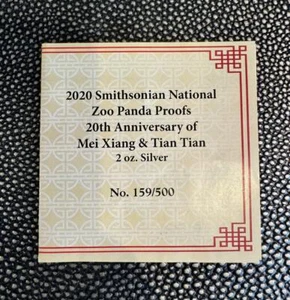 2020 Smithsonian National
Zoo Panda Proofs
20th Anniversary of
Mei Xiang & Tian Tian
2 oz. Silver
No. 159/500